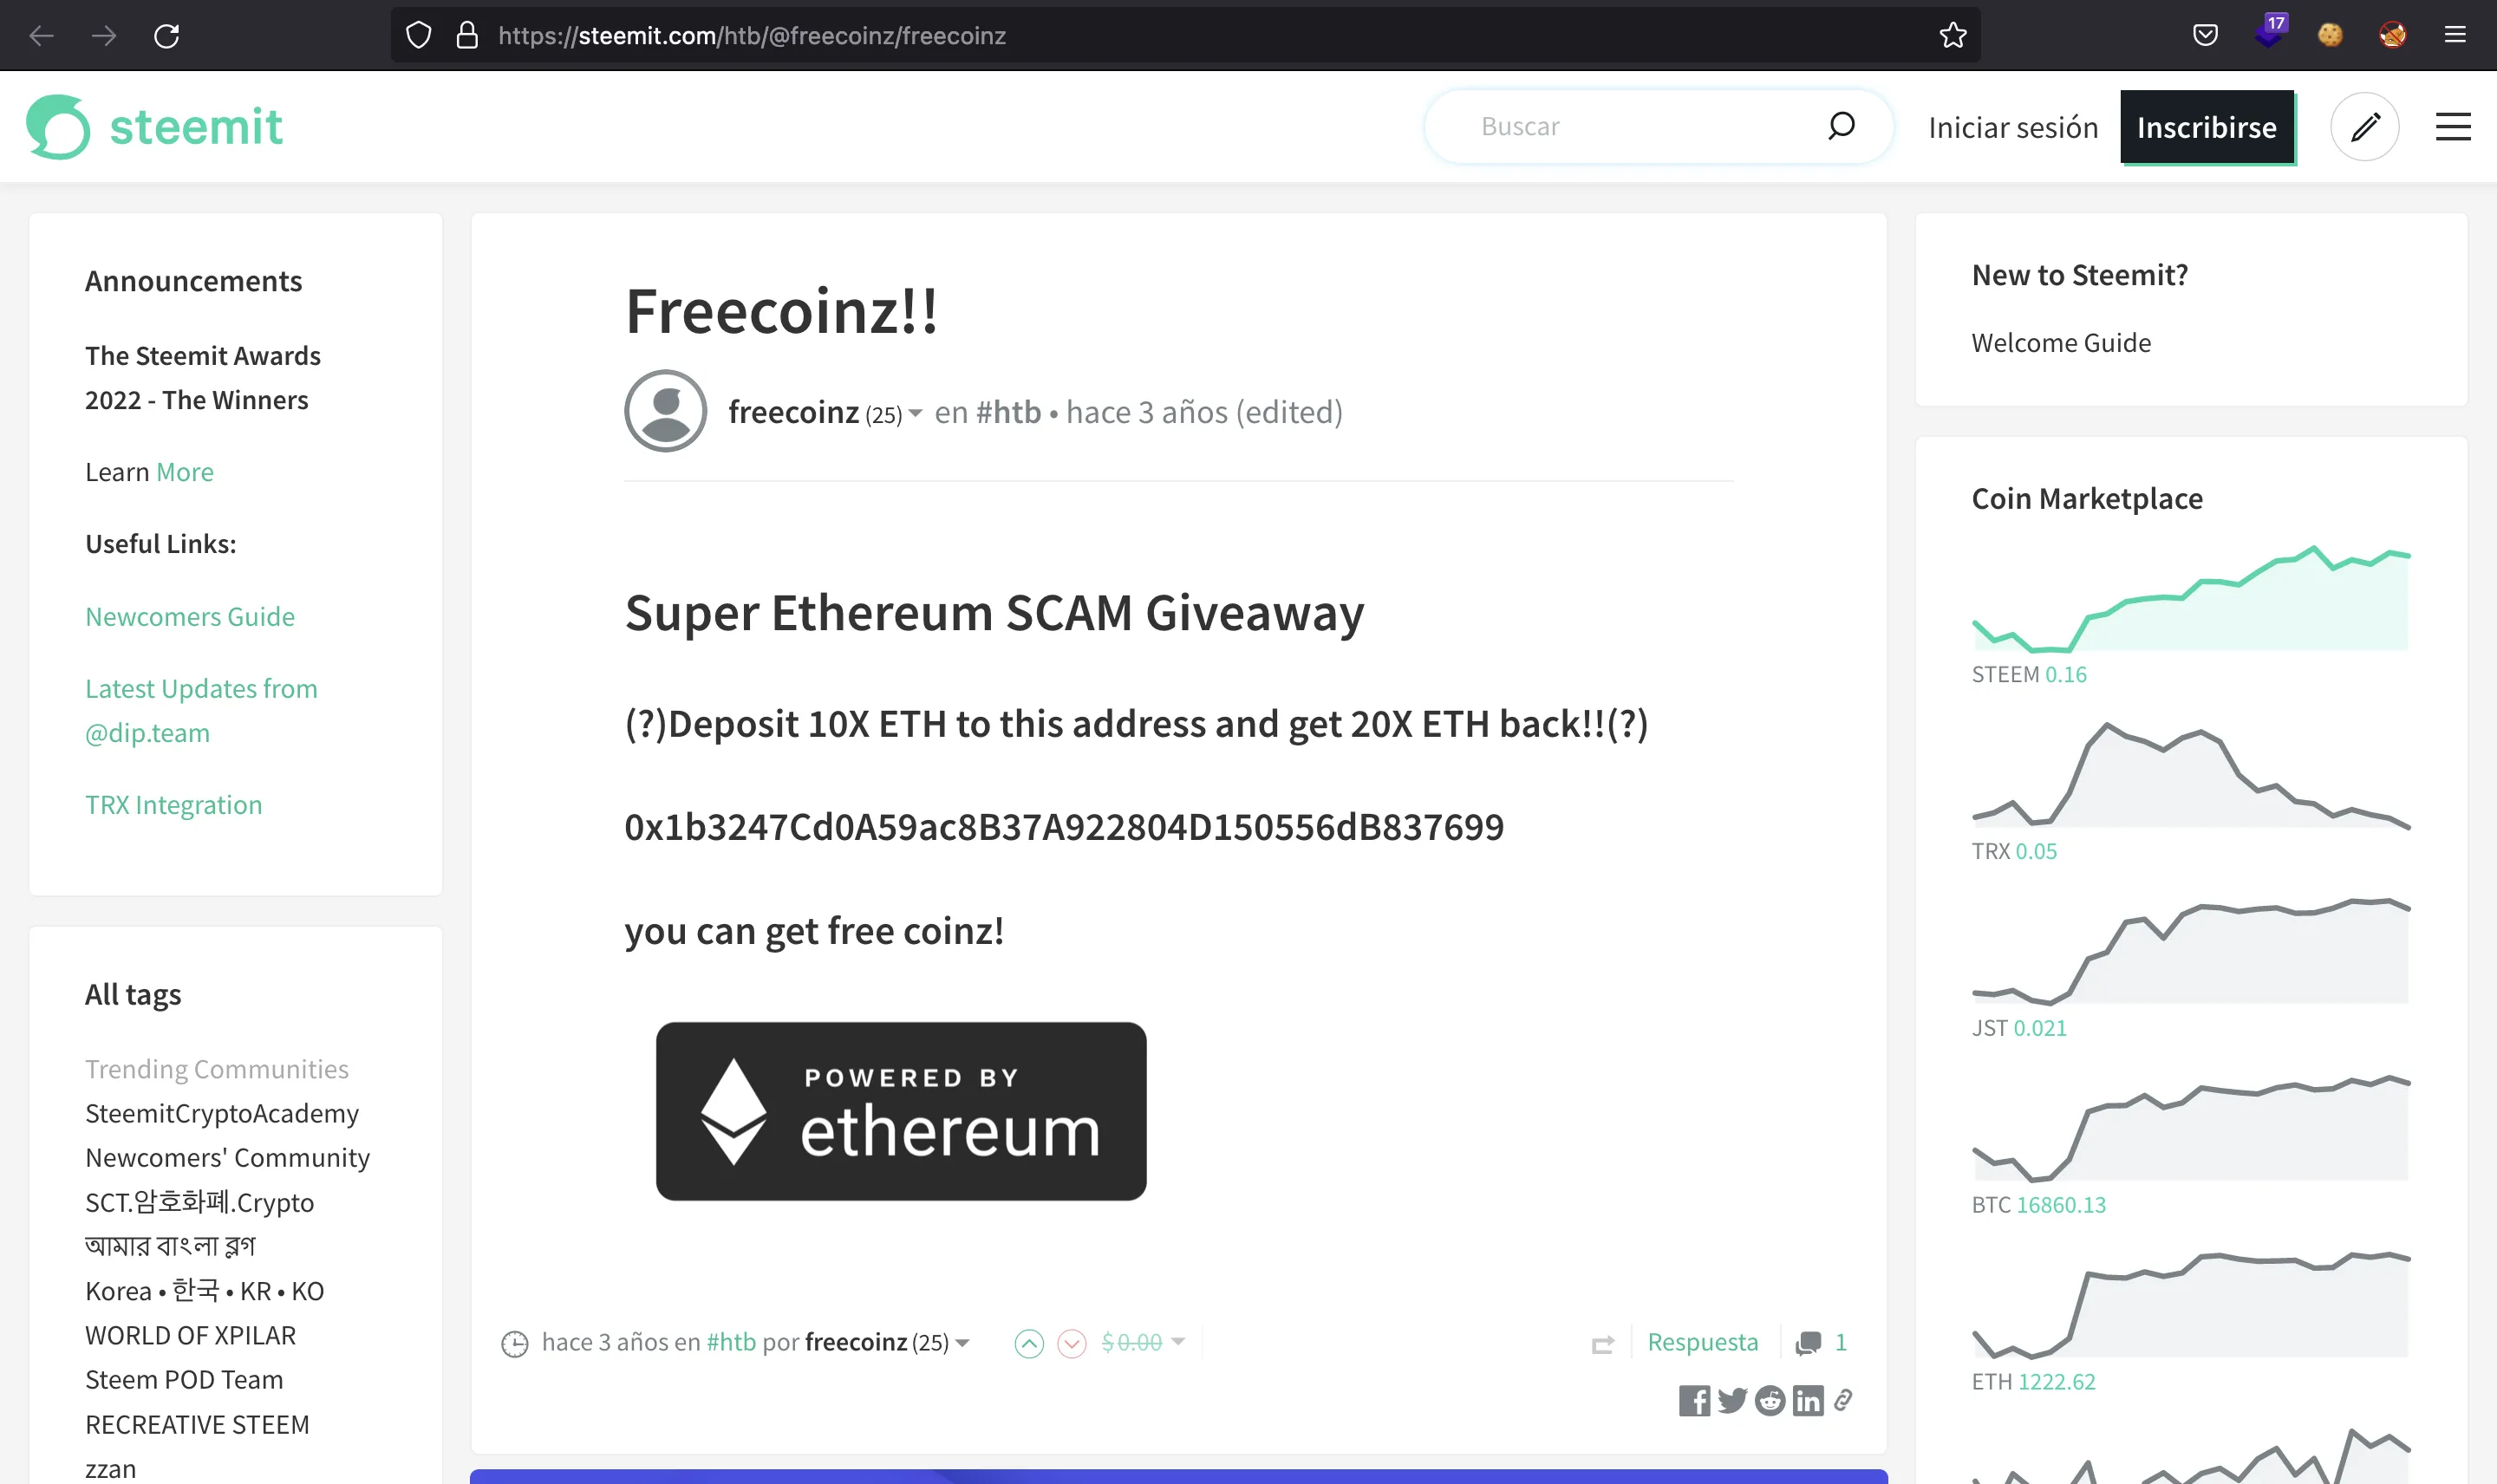 17
https://steemit.com/htb/@freecoinz/freecoinz
steemit
Buscar
Iniciar sesión
Inscribirse
Announcements
The Steemit Awards
2022 - The Winners
Learn More
Useful Links:
Newcomers Guide
Latest Updates from
@dip.team
TRX Integration
All tags
Trending Communities
SteemitCryptoAcademy
Newcomers' Community
SCT.암호화폐.Crypto
আমার বাংলা ব্লগ
Korea • 한국 • KR • KO
WORLD OF XPILAR
Steem POD Team
RECREATIVE STEEM
zzan
Freecoinz!!
freecoinz (25) en #htb • hace 3 años (edited)
Super Ethereum SCAM Giveaway
(?)Deposit 10X ETH to this address and get 20X ETH back!!(?)
0x1b3247Cd0A59ac8B37A922804D150556dB837699
you can get free coinz!
POWERED BY
ethereum
hace 3 años en #htb por freecoinz (25)
$0.00
Respuesta
1
New to Steemit?
Welcome Guide
Coin Marketplace
STEEM 0.16
TRX 0.05
JST 0.021
BTC 16860.13
ETH 1222.62